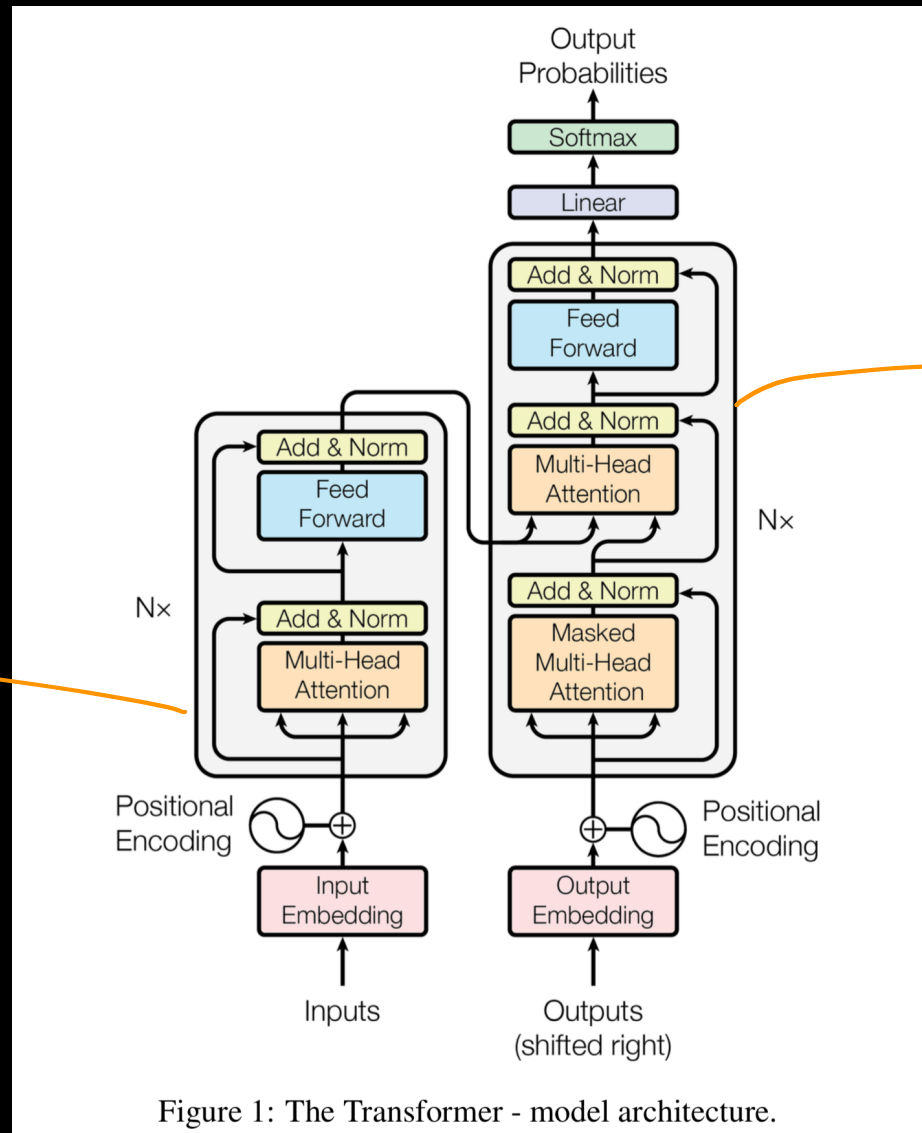 Output
Probabilities
Softmax
Linear
Add & Norm
Feed
Forward
Add & Norm
Multi-Head
Attention
Nx
Add & Norm
Masked
Multi-Head
Attention
Add & Norm
Feed
Forward
Nx
Add & Norm
Multi-Head
Attention
Positional
Encoding
Positional
Encoding
Input
Embedding
Output
Embedding
Inputs
Outputs
(shifted right)
Figure 1: The Transformer - model architecture.